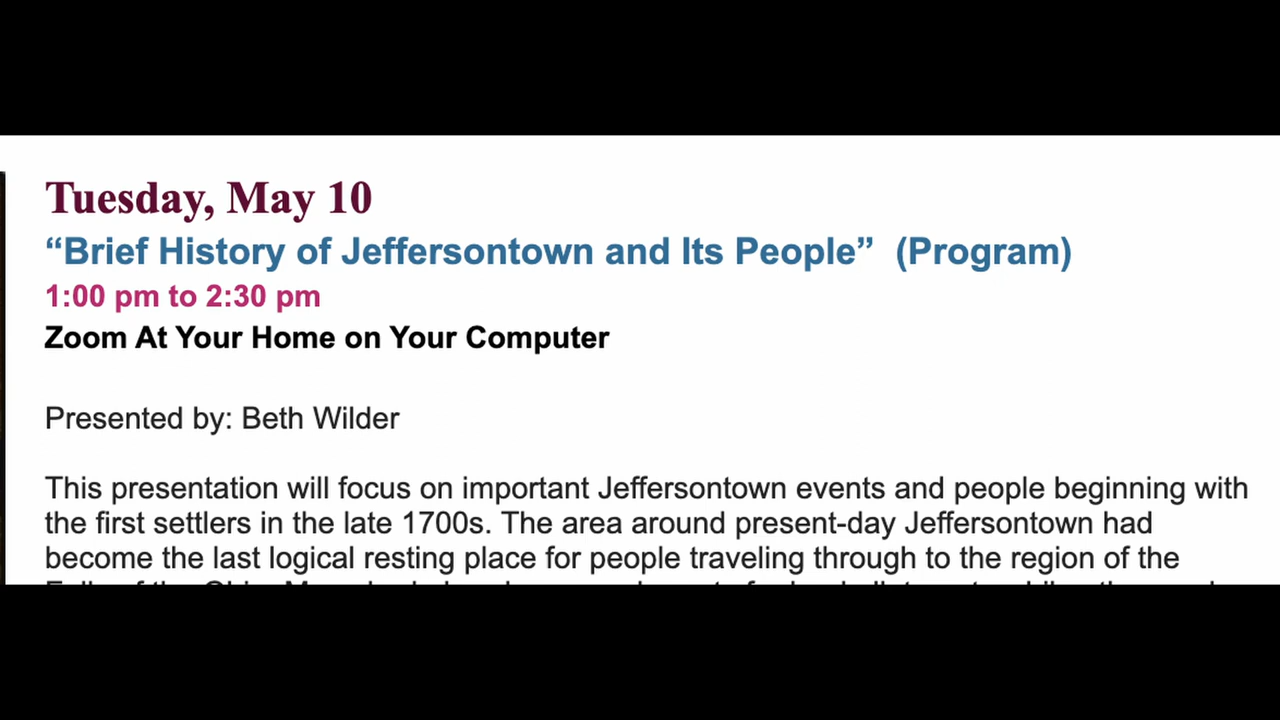 Tuesday, May 10
“Brief History of Jeffersontown and Its People”  (Program)
1:00 pm to 2:30 pm
Zoom At Your Home on Your Computer
Presented by: Beth Wilder
This presentation will focus on important Jeffersontown events and people beginning with
the first settlers in the late 1700s. The area around present-day Jeffersontown had
become the last logical resting place for people traveling through to the region of the